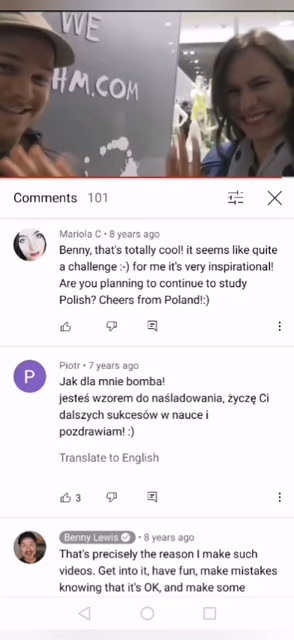 WE
HM.COM
Comments 101
Mariola C • 8 years ago
Benny, that's totally cool! it seems like quite
a challenge :-) for me it's very inspirational!
Are you planning to continue to study
Polish? Cheers from Poland!:)
P
Piotr • 7 years ago
Jak dla mnie bomba!
jesteś wzorem do naśladowania, życzę Ci
dalszych sukcesów w nauce i
pozdrawiam! :)
Translate to English
3
Benny Lewis • 8 years ago
That's precisely the reason I make such
videos. Get into it, have fun, make mistakes
knowing that it's OK, and make some